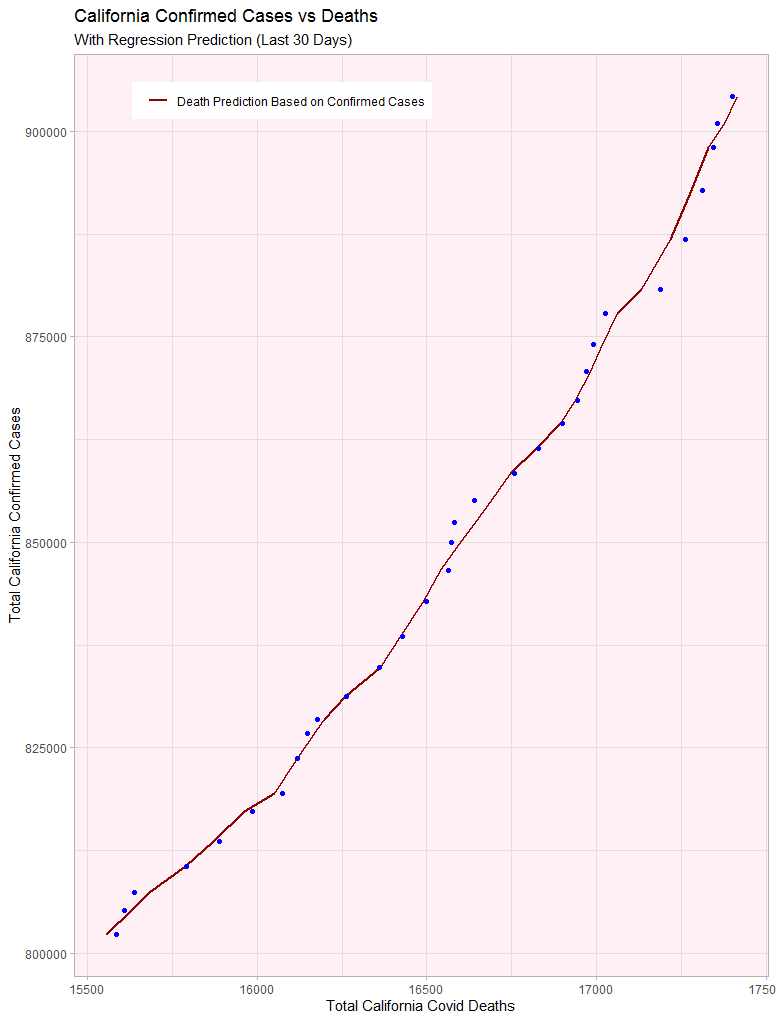 California Confirmed Cases vs Deaths
With Regression Prediction (Last 30 Days)
Death Prediction Based on Confirmed Cases
900000
875000
850000
825000
800000
Total California Confirmed Cases
15500 16000 16500 17000 1750
Total California Covid Deaths